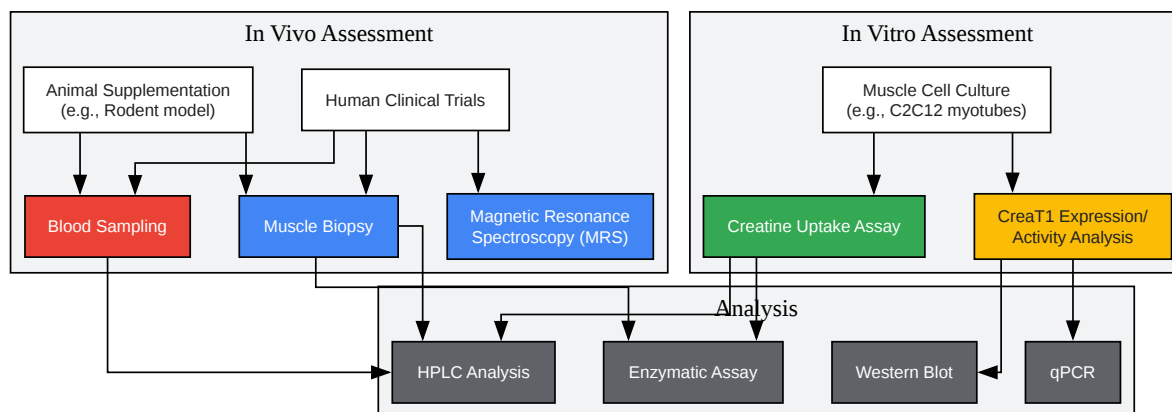 In Vivo Assessment
Animal Supplementation
(e.g., Rodent model)
Human Clinical Trials
Blood Sampling
Muscle Biopsy
Magnetic Resonance
Spectroscopy (MRS)
In Vitro Assessment
Muscle Cell Culture
(e.g., C2C12 myotubes)
Creatine Uptake Assay
CreaT1 Expression/
Activity Analysis
Analysis
HPLC Analysis
Enzymatic Assay
Western Blot
qPCR